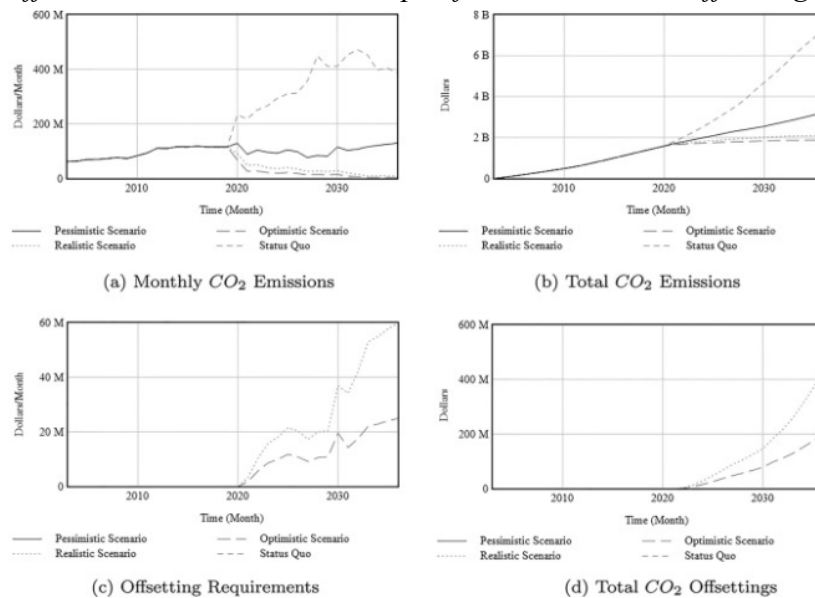 600 M
400 M
200 M
0
Dollars/Month
2010
2020
2030
Time (Month)
Pessimistic Scenario
Realistic Scenario
Optimistic Scenario
Status Quo
(a) Monthly CO2 Emissions
8 B
6 B
4 B
2 B
0
Dollars
2010
2020
2030
Time (Month)
Pessimistic Scenario
Realistic Scenario
Optimistic Scenario
Status Quo
(b) Total CO2 Emissions
60 M
40 M
20 M
0
Dollars/Month
2010
2020
2030
Time (Month)
Pessimistic Scenario
Realistic Scenario
Optimistic Scenario
Status Quo
(c) Offsetting Requirements
600 M
400 M
200 M
0
Dollars
2010
2020
2030
Time (Month)
Pessimistic Scenario
Realistic Scenario
Optimistic Scenario
Status Quo
(d) Total CO2 Offsettings